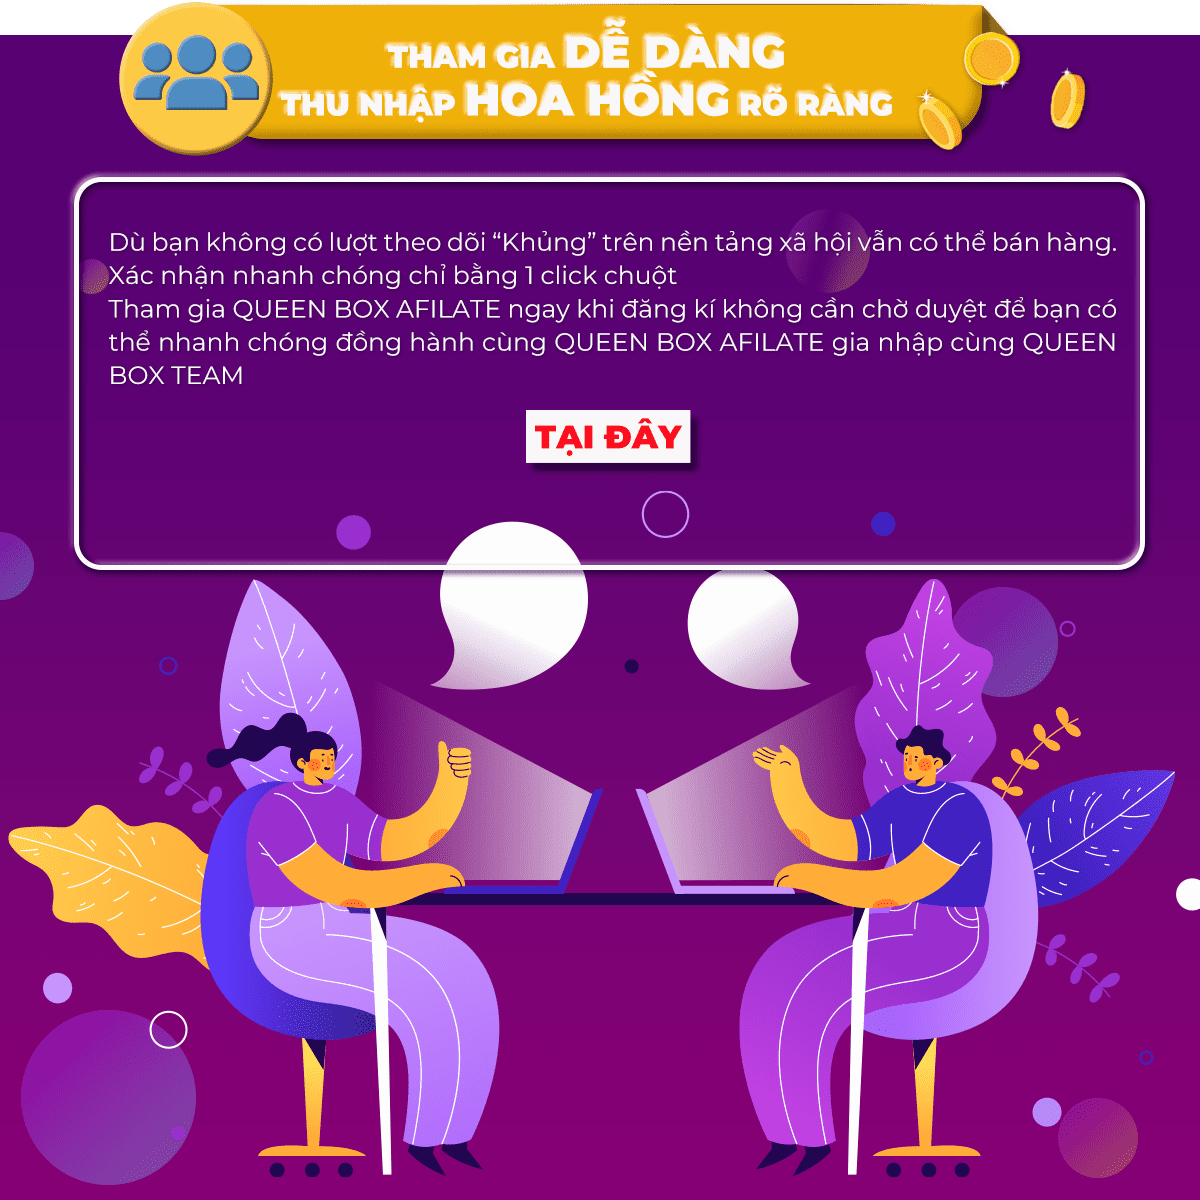 THAM GIA DỄ DÀNG
THU NHẬP HOA HỒNG RÕ RÀNG
Dù bạn không có lượt theo dõi “Khủng” trên nền tảng xã hội vẫn có thể bán hàng.
Xác nhận nhanh chóng chỉ bằng 1 click chuột
Tham gia QUEEN BOX AFILATE ngay khi đăng kí không cần chờ duyệt để bạn có
thể nhanh chóng đồng hành cùng QUEEN BOX AFILATE gia nhập cùng QUEEN
BOX TEAM
TẠI ĐÂY